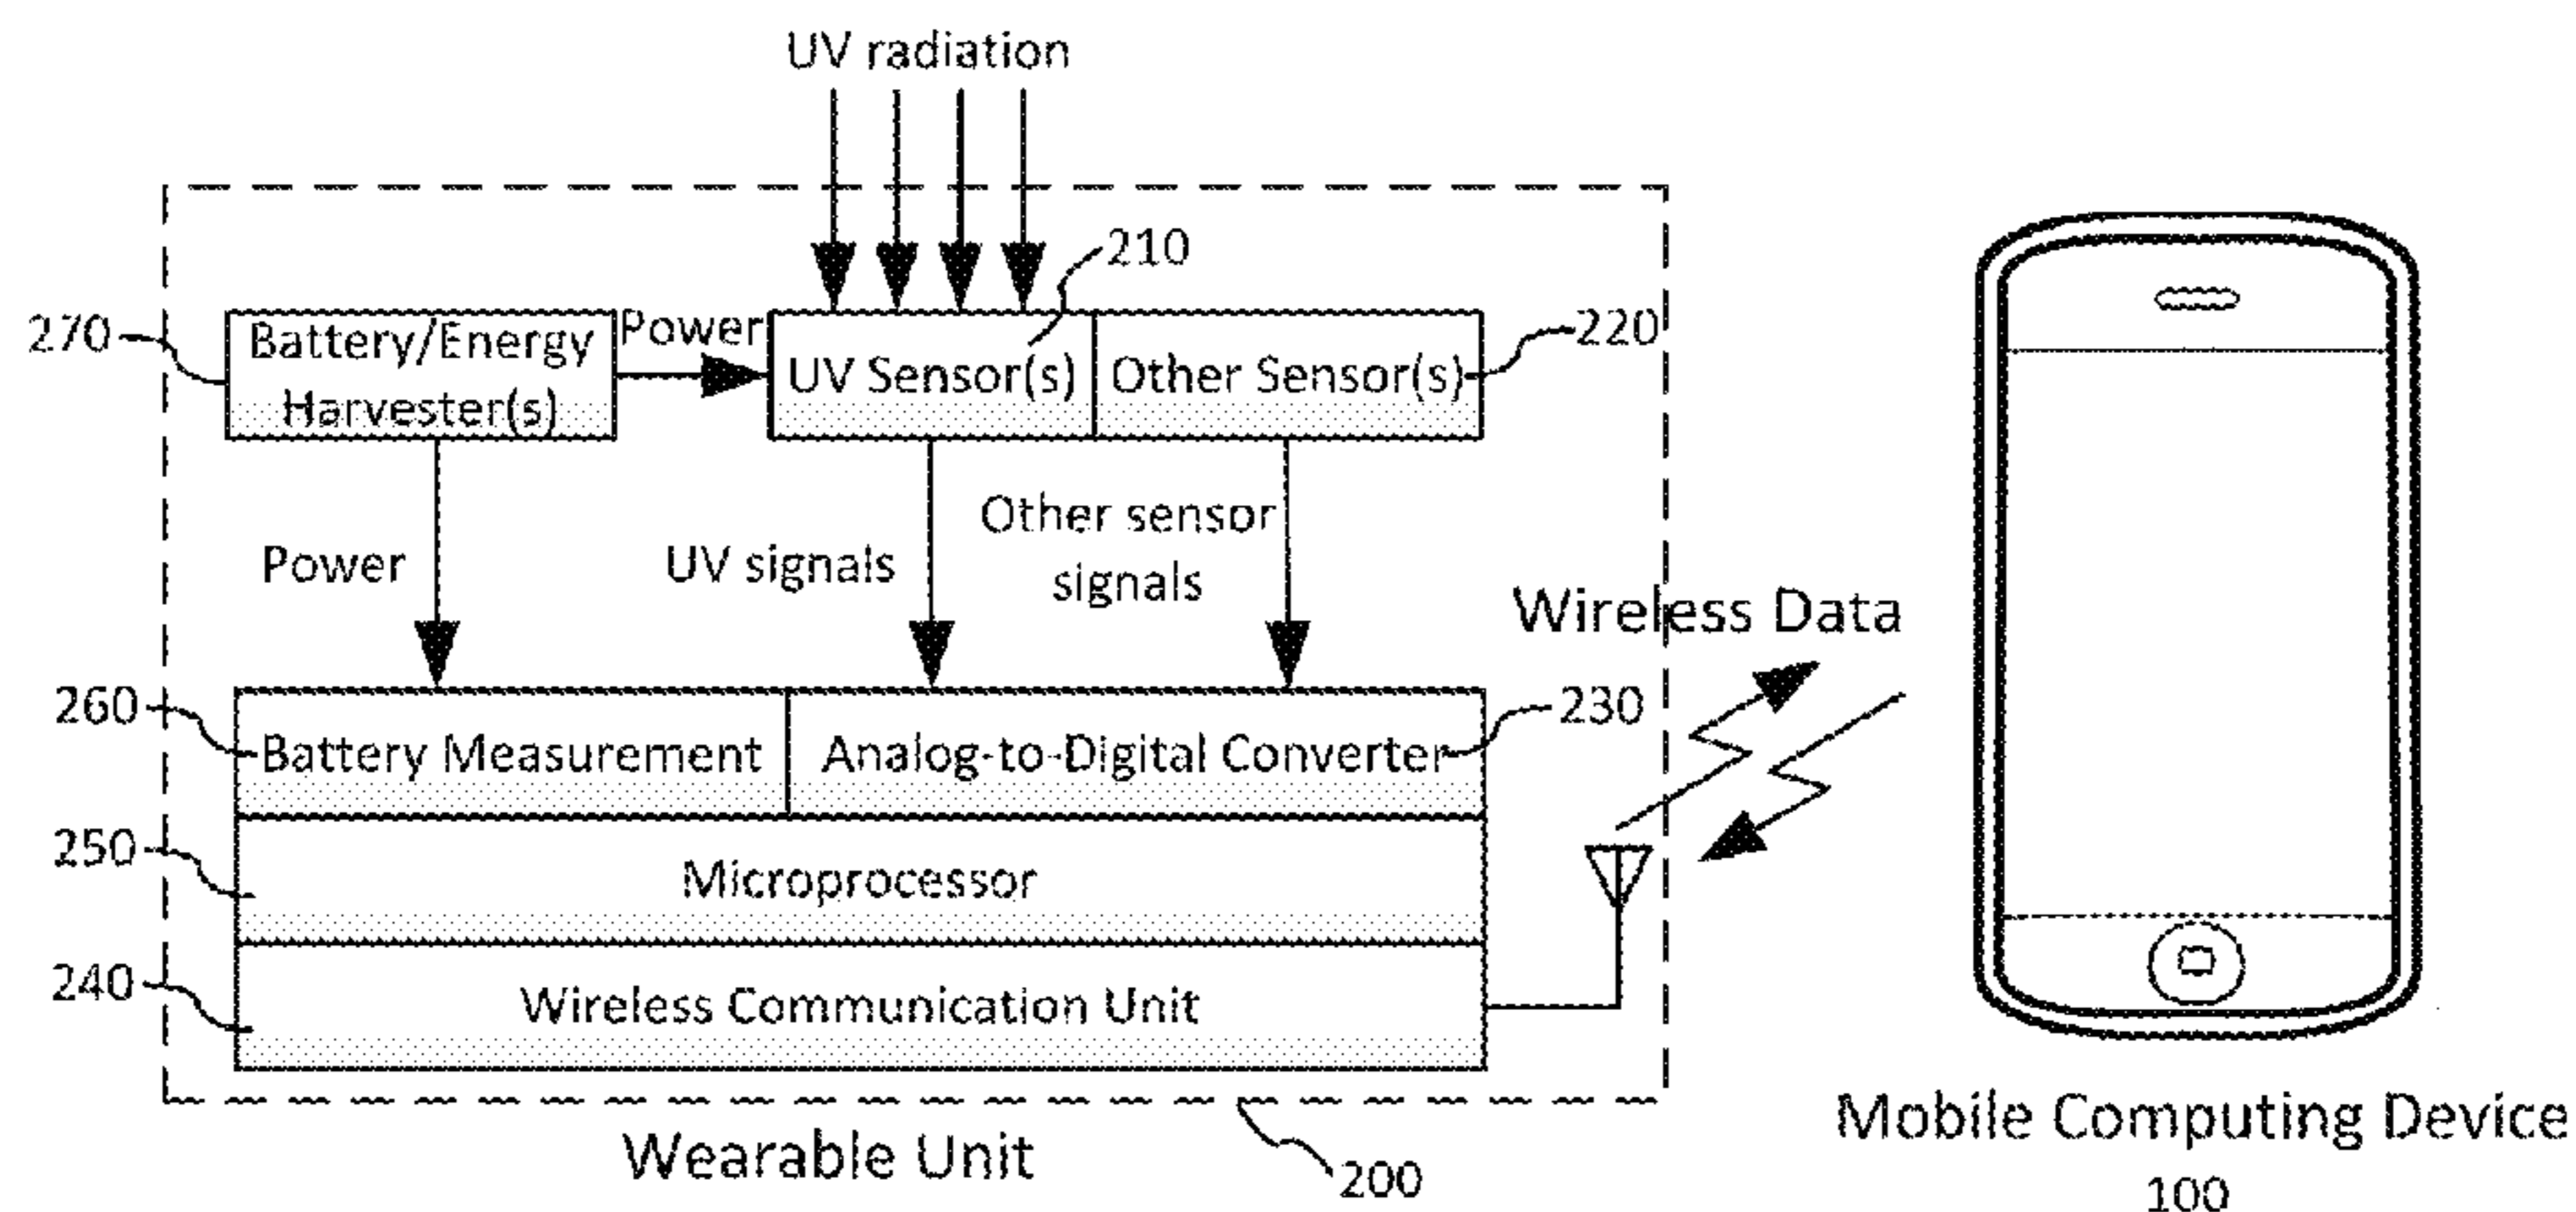 UV radiation
210
270
Battery/Energy
Harvester(s)
Power
UV Sensor(s)
Other Sensor(s)
220
Power
UV signals
Other sensor
signals
Wireless Data
260
Battery Measurement
Analog-to-Digital Converter
230
250
Microprocessor
240
Wireless Communication Unit
Wearable Unit
200
Mobile Computing Device
100